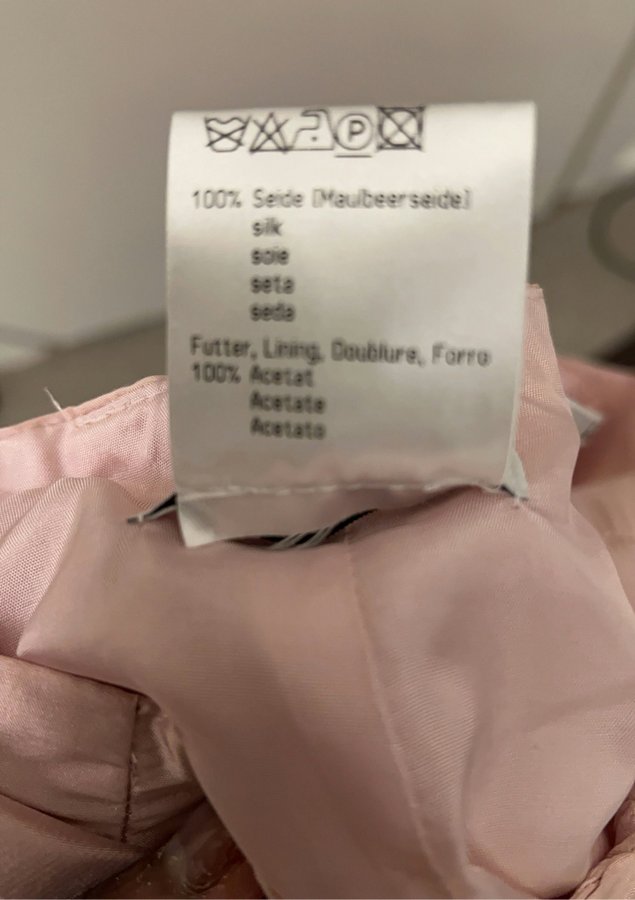 P
100% Seide [Maulbeerseide]
silk
soie
seta
seda
Futter, Lining, Doublure, Forro
100% Acetat
Acetate
Acetato